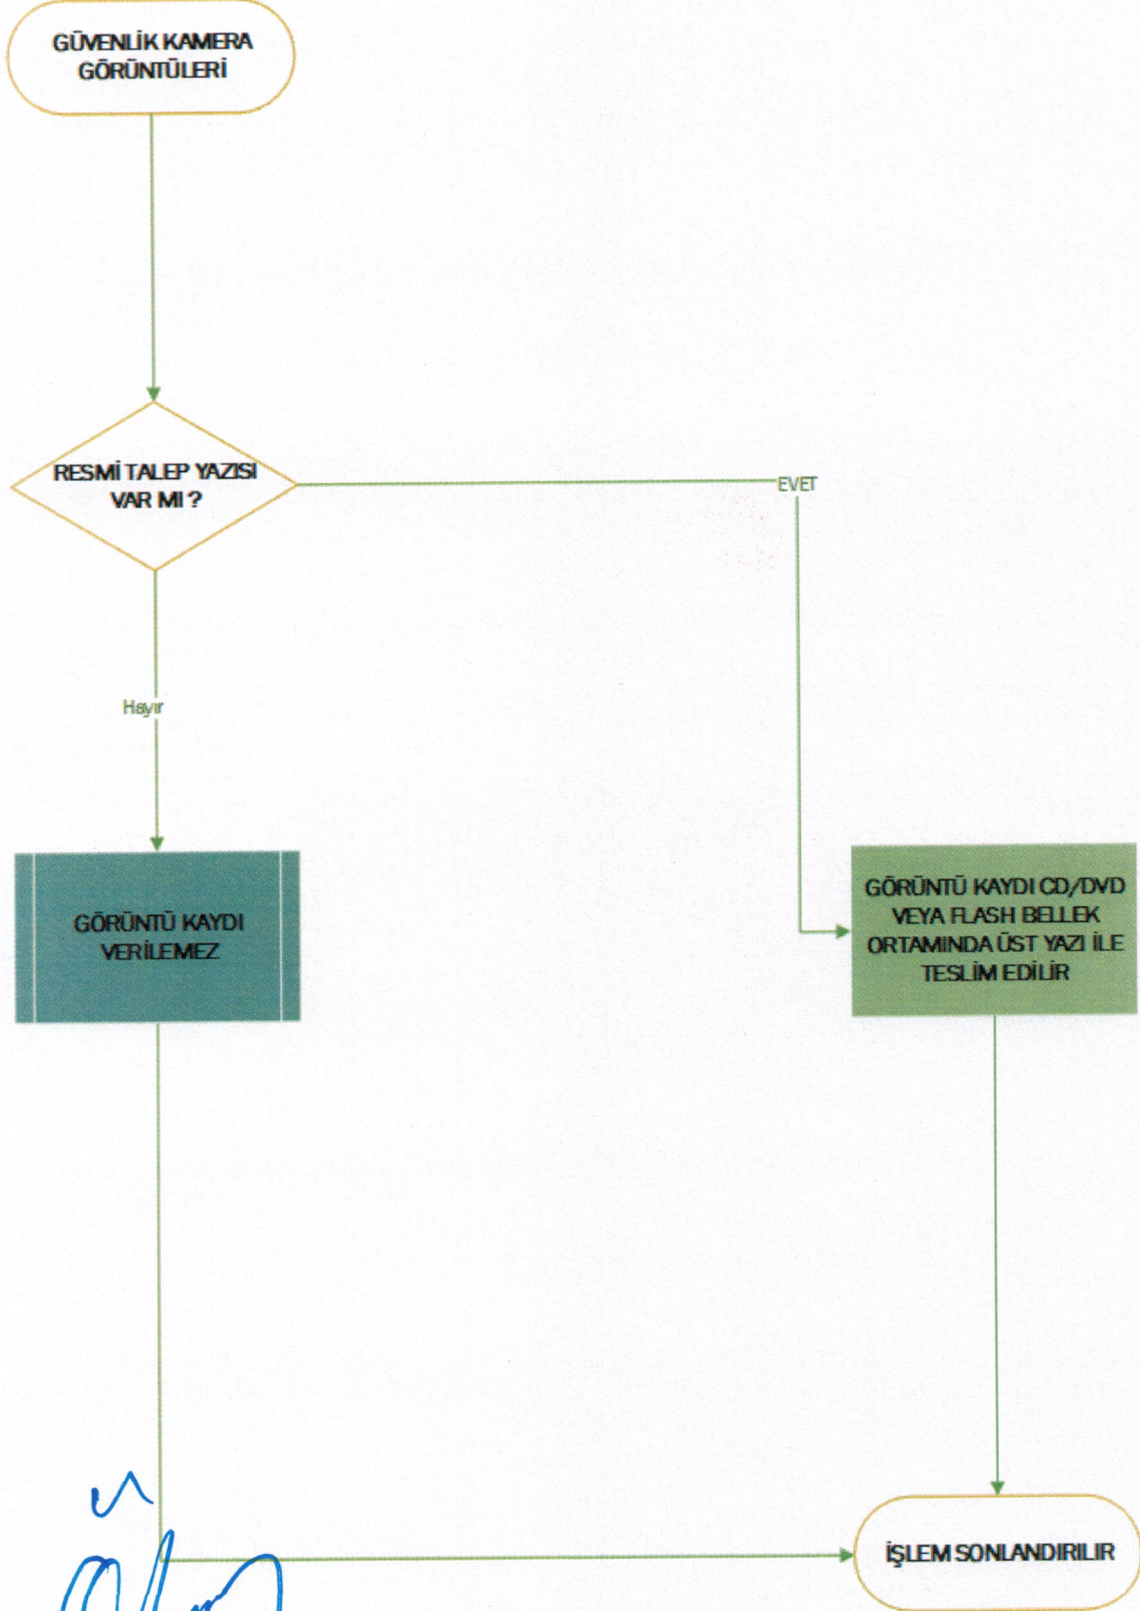 GÜVENLİK KAMERA
GÖRÜNTÜLERİ
RESMİ TALEP YAZISI
VAR MI ?
EVET
Hayır
GÖRÜNTÜ KAYDI
VERİLEMEZ
GÖRÜNTÜ KAYDI CD/DVD
VEYA FLASH BELLEK
ORTAMINDA ÜST YAZI İLE
TESLİM EDİLİR
İŞLEM SONLANDIRILIR